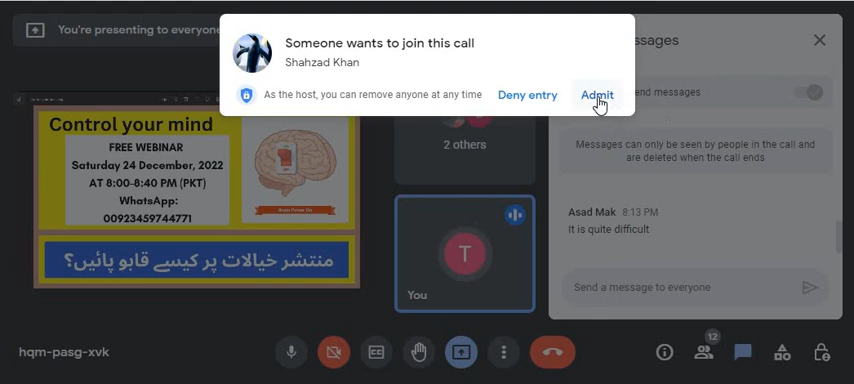 You're presenting to everyone
Someone wants to join this call
Shahzad Khan
As the host, you can remove anyone at any time
Deny entry
Admit
Control your mind
FREE WEBINAR
Saturday 24 December, 2022
AT 8:00-8:40 PM (PKT)
WhatsApp:
00923459744771
منتشر خیالات پر کیسے قابو پائیں؟
2 others
T
You
ssages
end messages
Messages can only be seen by people in the call and
are deleted when the call ends
Asad Mak 8:13 PM
It is quite difficult
Send a message to everyone
hqm-pasg-xvk
12